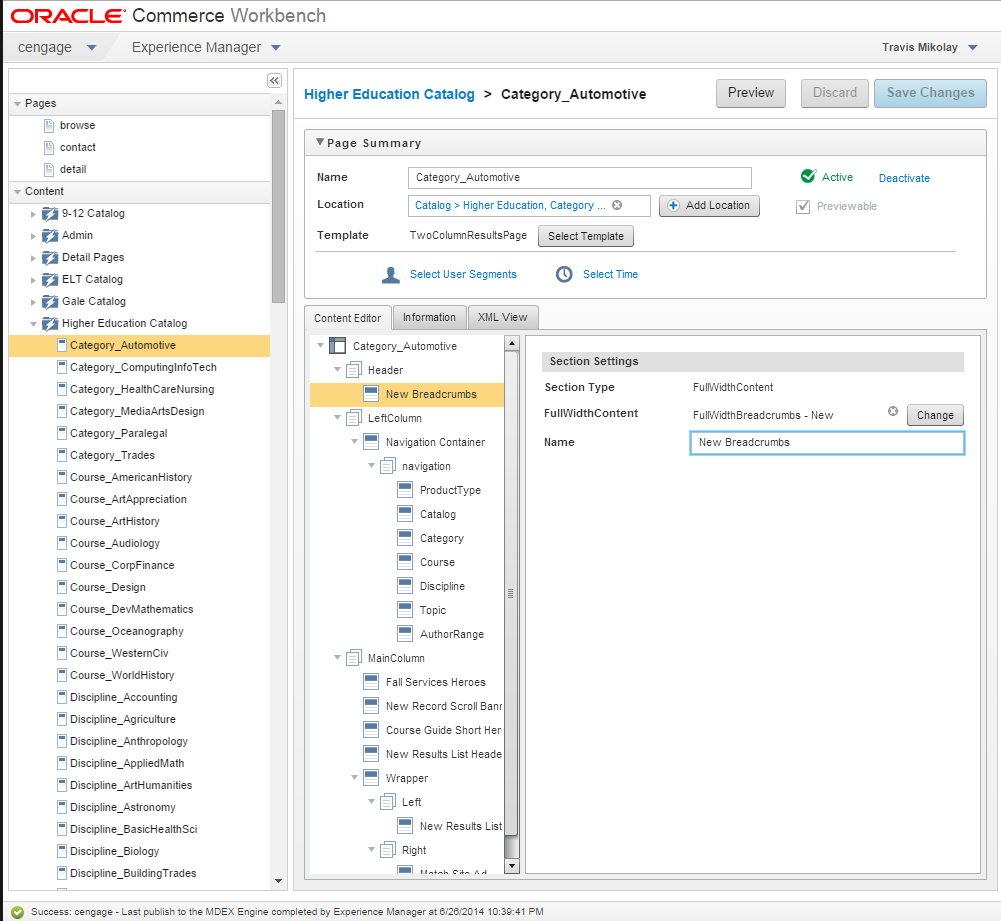 ORACLE Commerce Workbench
cengage Experience Manager Travis Mikolay
Pages
browse
contact
detail
Content
9-12 Catalog
Admin
Detail Pages
ELT Catalog
Gale Catalog
Higher Education Catalog
Category_Automotive
Category_ComputingInfoTech
Category_HealthCareNursing
Category_MediaArtsDesign
Category_Paralegal
Category_Trades
Course_AmericanHistory
Course_ArtAppreciation
Course_ArtHistory
Course_Audiology
Course_CorpFinance
Course_Design
Course_DevMathematics
Course_Oceanography
Course_WesternCiv
Course_WorldHistory
Discipline_Accounting
Discipline_Agriculture
Discipline_Anthropology
Discipline_AppliedMath
Discipline_ArtHumanities
Discipline_Astronomy
Discipline_BasicHealthSci
Discipline_Biology
Discipline_BuildingTrades
Higher Education Catalog > Category_Automotive Preview Discard Save Changes
Page Summary
Name Category_Automotive Active Deactivate
Location Catalog > Higher Education, Category ... Add Location Previewable
Template TwoColumnResultsPage Select Template
Select User Segments Select Time
Content Editor Information XML View
Category_Automotive
Header
New Breadcrumbs
LeftColumn
Navigation Container
navigation
ProductType
Catalog
Category
Course
Discipline
Topic
AuthorRange
MainColumn
Fall Services Heroes
New Record Scroll Bann
Course Guide Short Her
New Results List Heade
Wrapper
Left
New Results List
Right
Match Site Ad
Section Settings
Section Type FullWidthContent
FullWidthContent FullWidthBreadcrumbs - New Change
Name New Breadcrumbs
Success: cengage - Last publish to the MDEX Engine completed by Experience Manager at 6/26/2014 10:39:41 PM